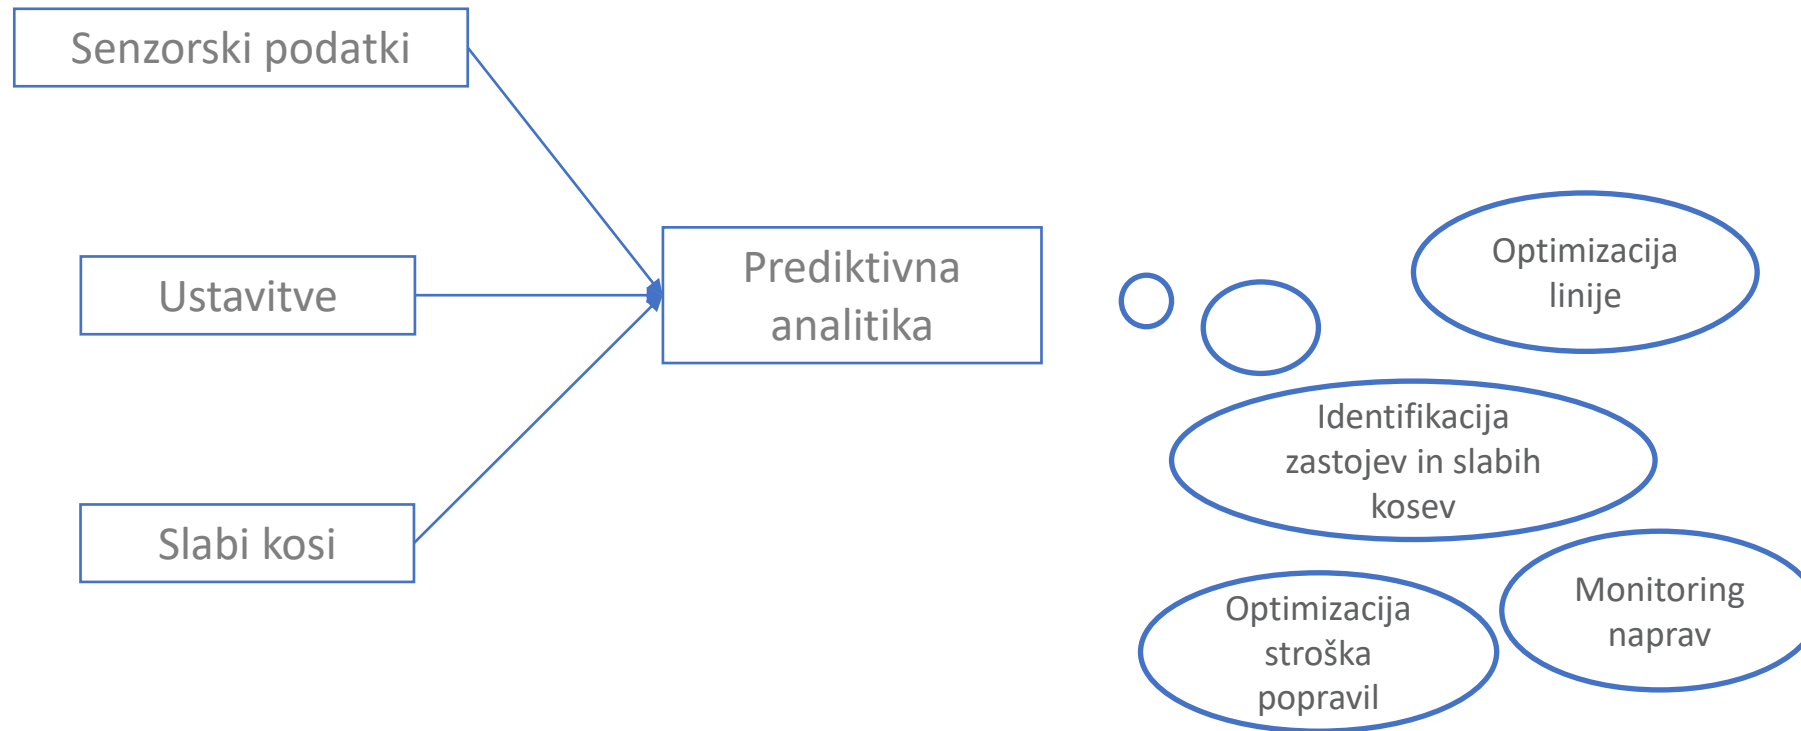 Senzorski podatki
Ustavitve
Slabi kosi
Prediktivna
analitika
Optimizacija
linije
Identifikacija
zastojev in slabih
kosev
Optimizacija
stroška
popravil
Monitoring
naprav